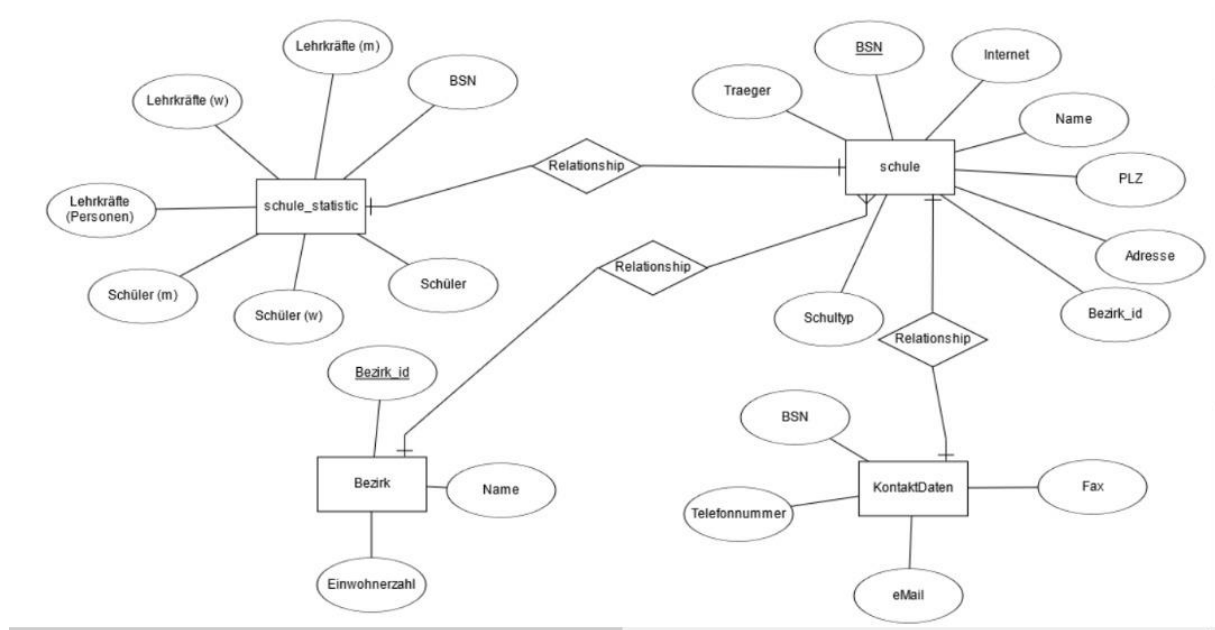 Lehrkräfte (m)
BSN
Lehrkräfte (w)
Lehrkräfte
(Personen)
schule_statistic
Schüler (m)
Schüler (w)
Schüler
Relationship
BSN
Internet
Traeger
Name
schule
PLZ
Adresse
Bezirk_id
Schultyp
Relationship
Relationship
Bezirk_id
Bezirk
Name
Einwohnerzahl
BSN
KontaktDaten
Fax
Telefonnummer
eMail